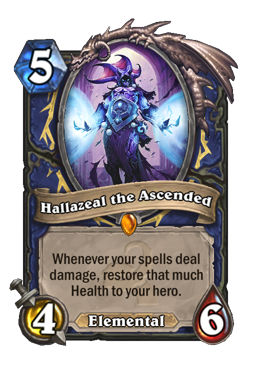 5
Hallazeal the Ascended
Whenever your spells deal
damage, restore that much
Health to your hero.
4
Elemental
6